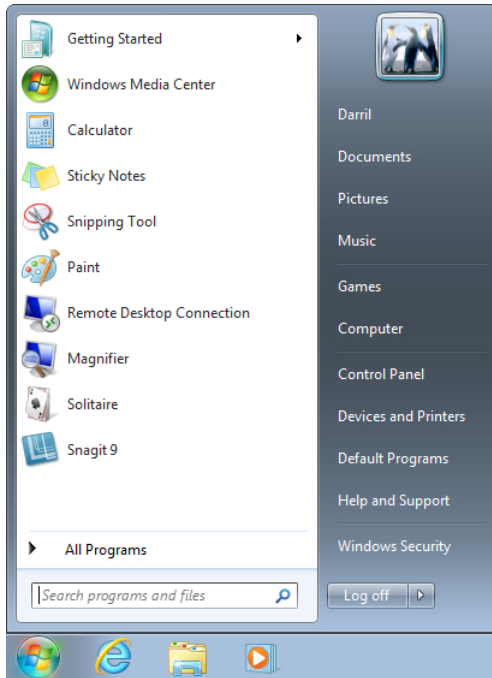 Getting Started
Windows Media Center
Calculator
Sticky Notes
Snipping Tool
Paint
Remote Desktop Connection
Magnifier
Solitaire
Snagit 9
All Programs
Search programs and files
Darril
Documents
Pictures
Music
Games
Computer
Control Panel
Devices and Printers
Default Programs
Help and Support
Windows Security
Log off